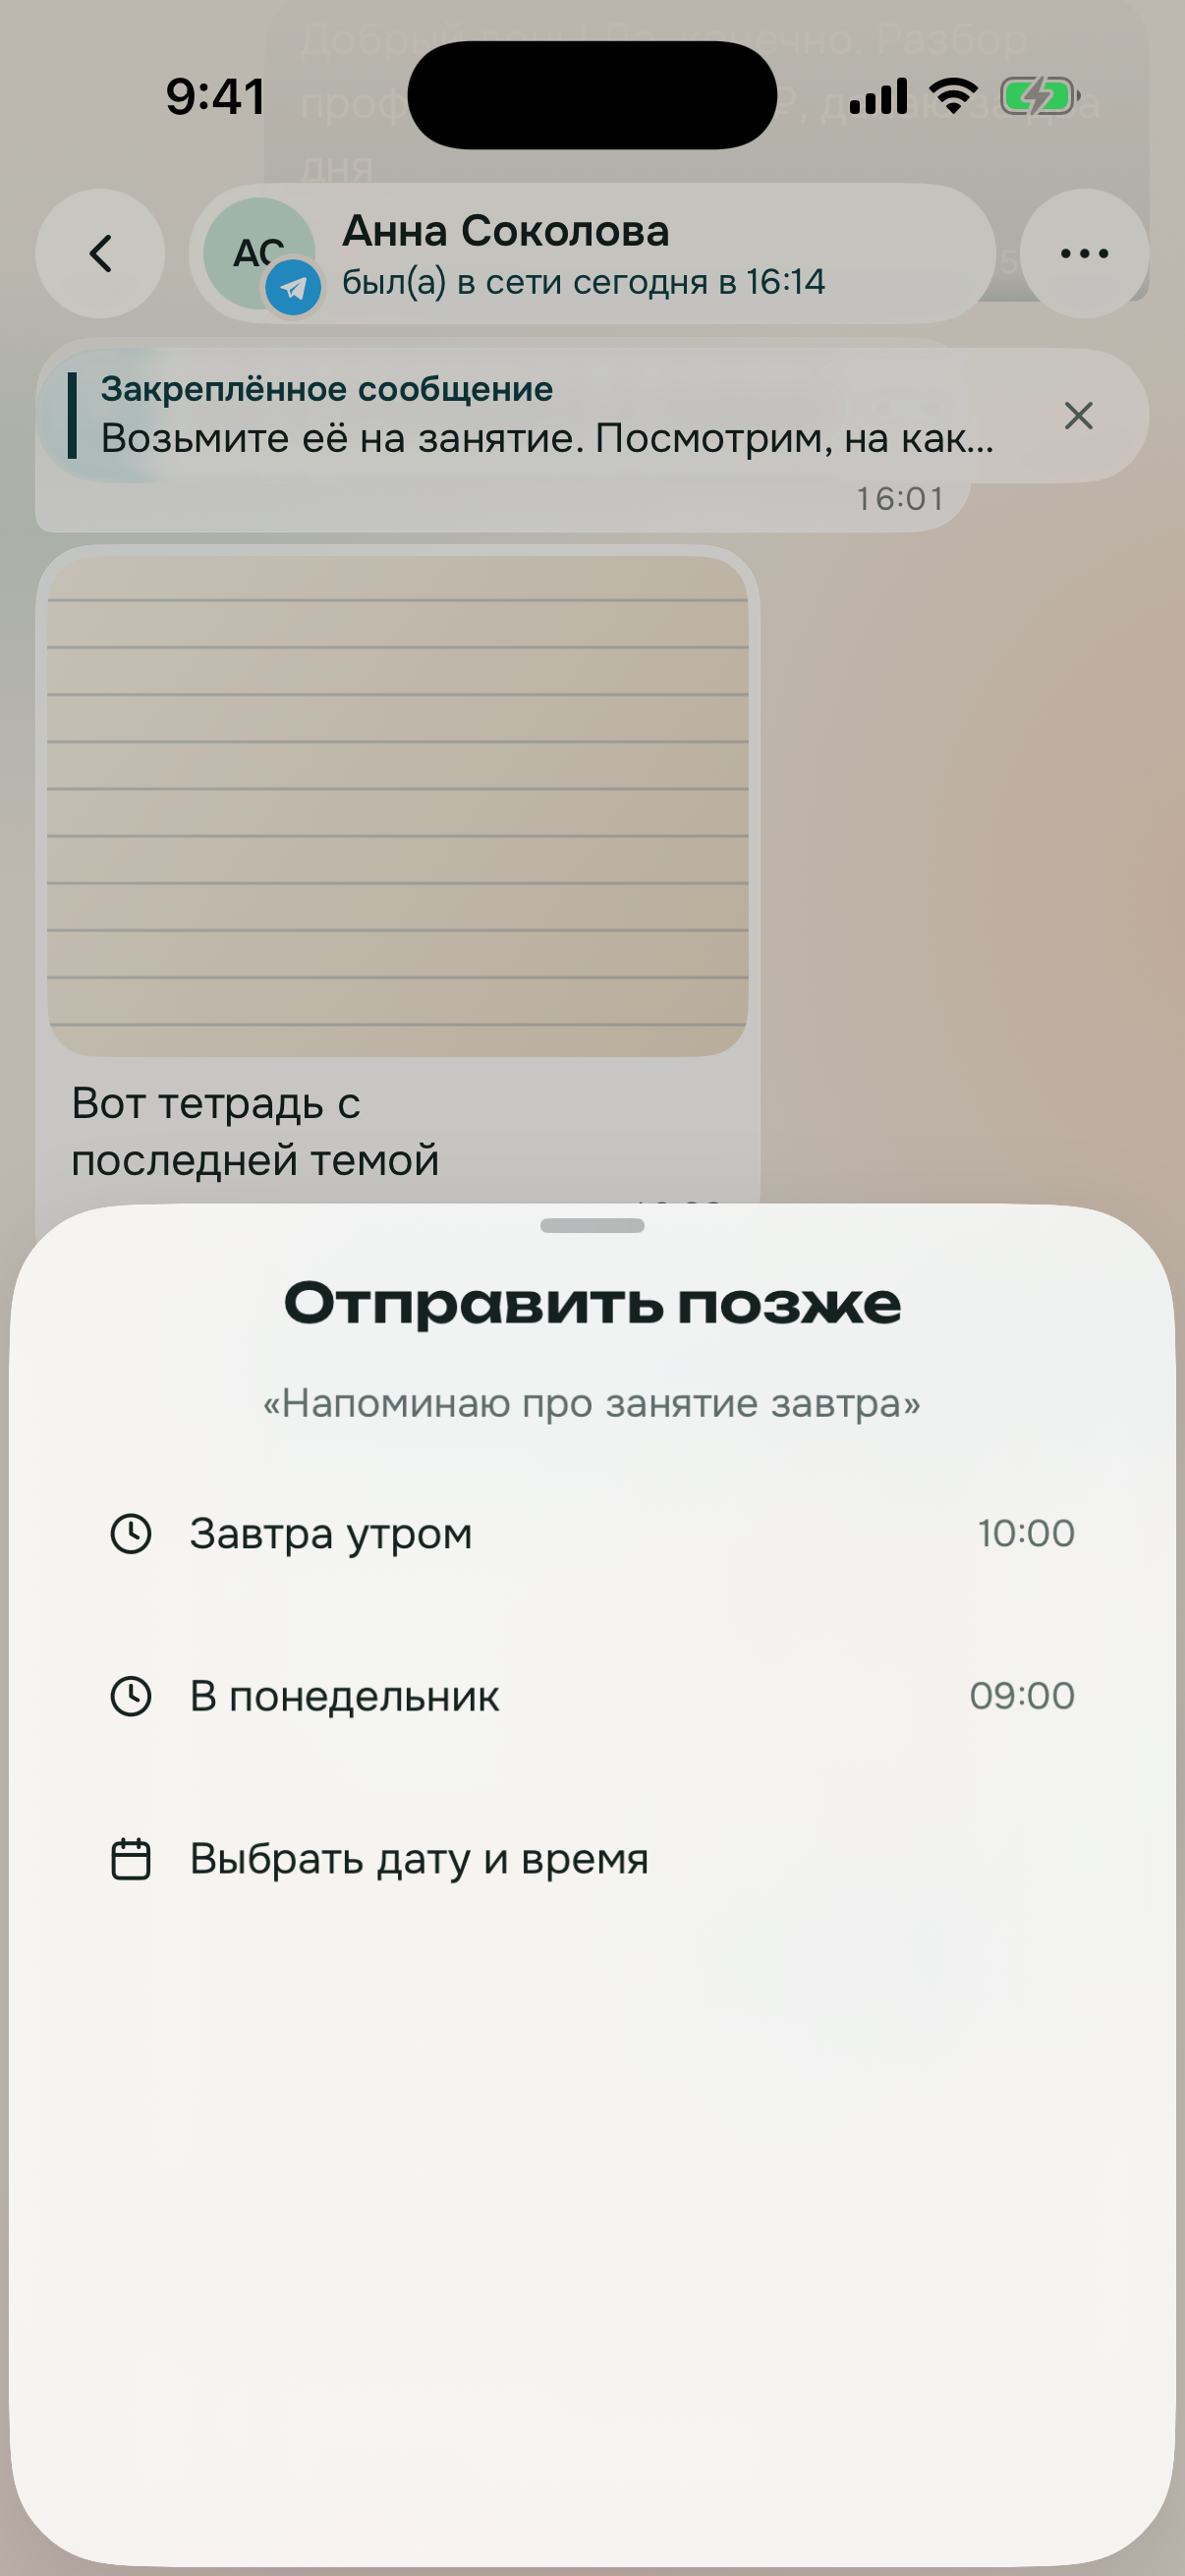 9:41
дня
АС
Анна Соколова
был(а) в сети сегодня в 16:14
Закреплённое сообщение
Возьмите её на занятие. Посмотрим, на как...
16:01
Вот тетрадь с
последней темой
Отправить позже
«Напоминаю про занятие завтра»
Завтра утром
10:00
В понедельник
09:00
Выбрать дату и время